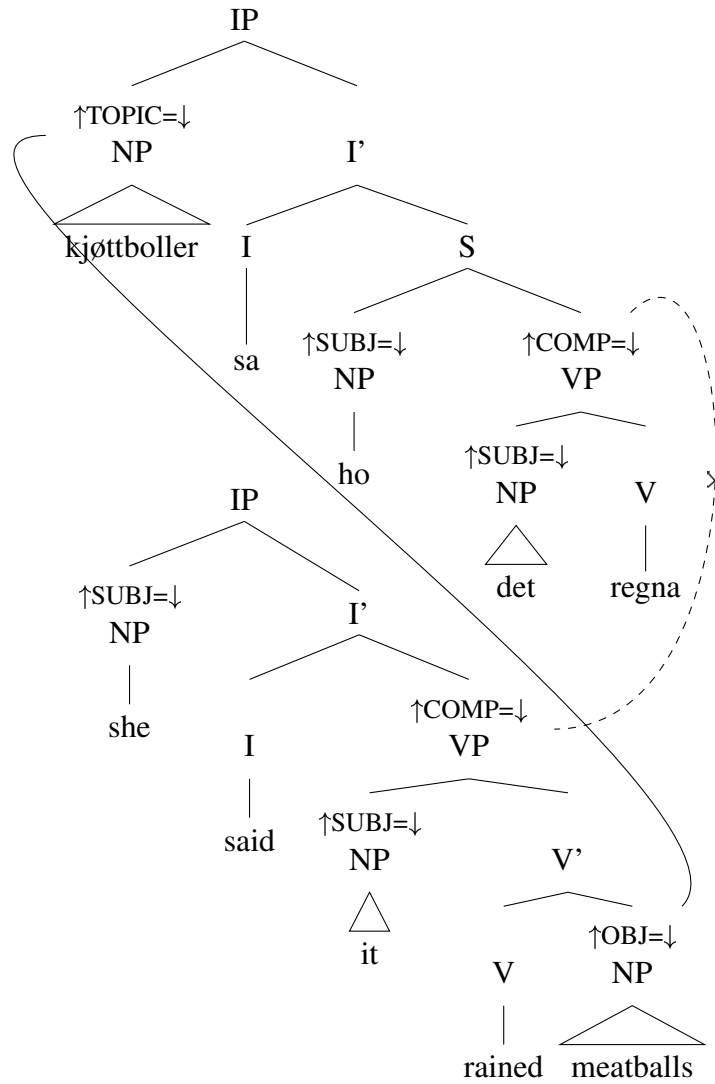 IP
↑TOPIC=↓
NP I'
kjøttboller I S
sa ↑SUBJ=↓ ↑COMP=↓
NP VP
ho ↑SUBJ=↓
NP V
det regna
IP
↑SUBJ=↓
NP I'
she ↑COMP=↓
I VP
said ↑SUBJ=↓
NP V'
it ↑OBJ=↓
V NP
rained meatballs